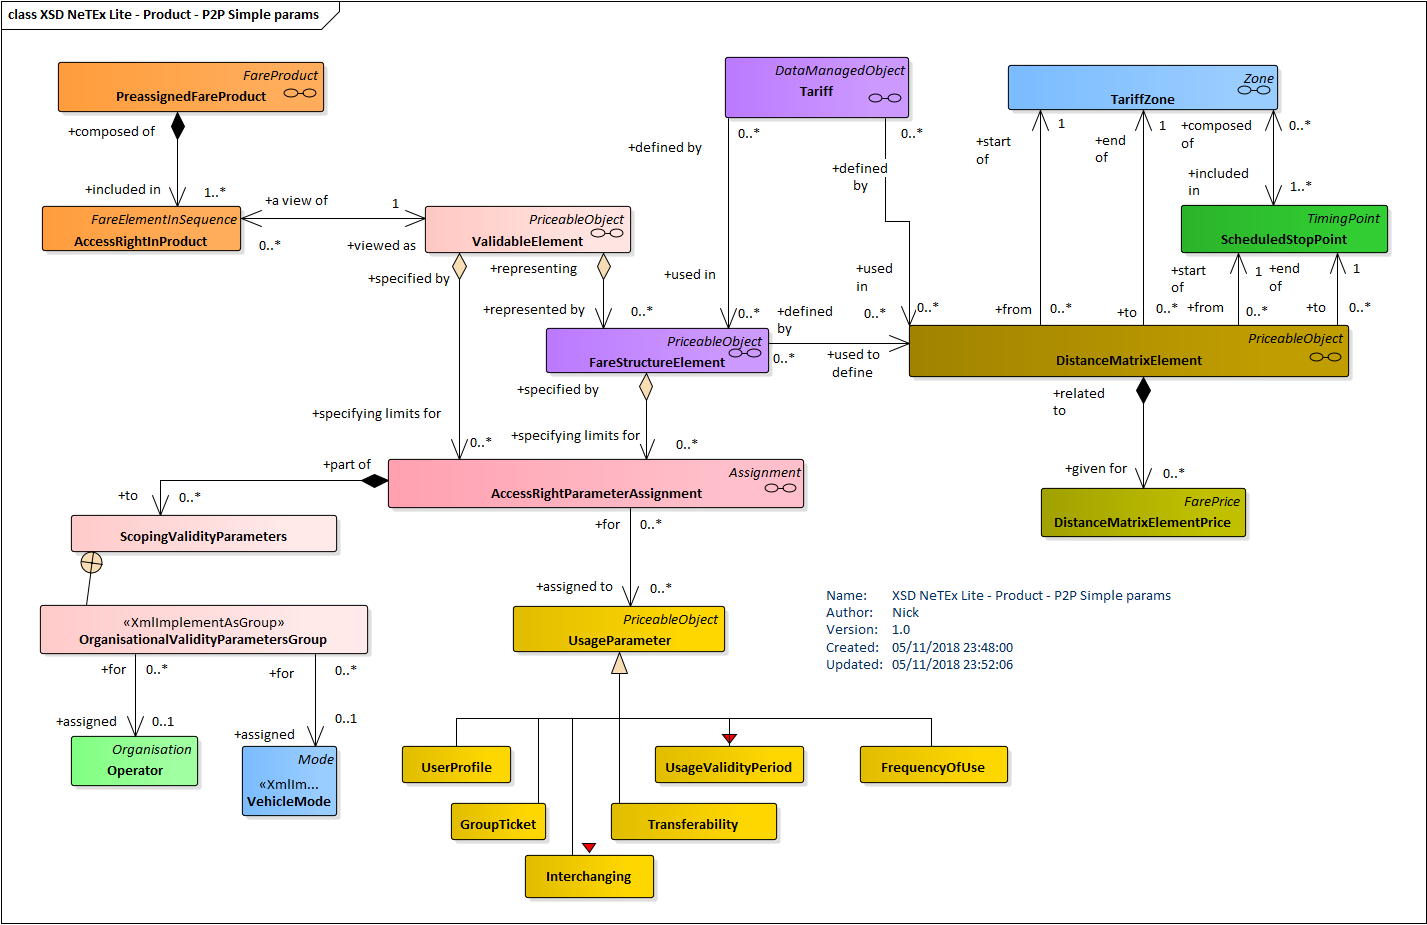 class XSD NeTEx Lite - Product - P2P Simple params
FareProduct
PreassignedFareProduct
+composed of
+included in
1..*
FareElementInSequence
AccessRightInProduct
+a view of
1
0..*
+viewed as
PriceableObject
ValidableElement
+specified by
+representing
+represented by
0..*
+specifying limits for
0..*
DataManagedObject
Tariff
0..*
0..*
+defined by
+defined
by
+used in
+used
in
0..*
0..*
0..*
PriceableObject
FareStructureElement
+defined
by
0..*
+used to
define
+specified by
+specifying limits for
0..*
Zone
TariffZone
+start
of
1
+end
of
1
+composed
of
0..*
+included
in
1..*
TimingPoint
ScheduledStopPoint
+start
of
1
+end
of
1
+from
0..*
+to
0..*
+from
0..*
+to
0..*
PriceableObject
DistanceMatrixElement
+related
to
+given for
0..*
FarePrice
DistanceMatrixElementPrice
Assignment
AccessRightParameterAssignment
+part of
+to
0..*
ScopingValidityParameters
«XmlImplementAsGroup»
OrganisationalValidityParametersGroup
+for
0..*
+for
0..*
+assigned
0..1
+assigned
0..1
Organisation
Operator
Mode
«XmlIm...
VehicleMode
+for
0..*
+assigned to
0..*
PriceableObject
UsageParameter
UserProfile
UsageValidityPeriod
FrequencyOfUse
GroupTicket
Transferability
Interchanging
Name: XSD NeTEx Lite - Product - P2P Simple params
Author: Nick
Version: 1.0
Created: 05/11/2018 23:48:00
Updated: 05/11/2018 23:52:06